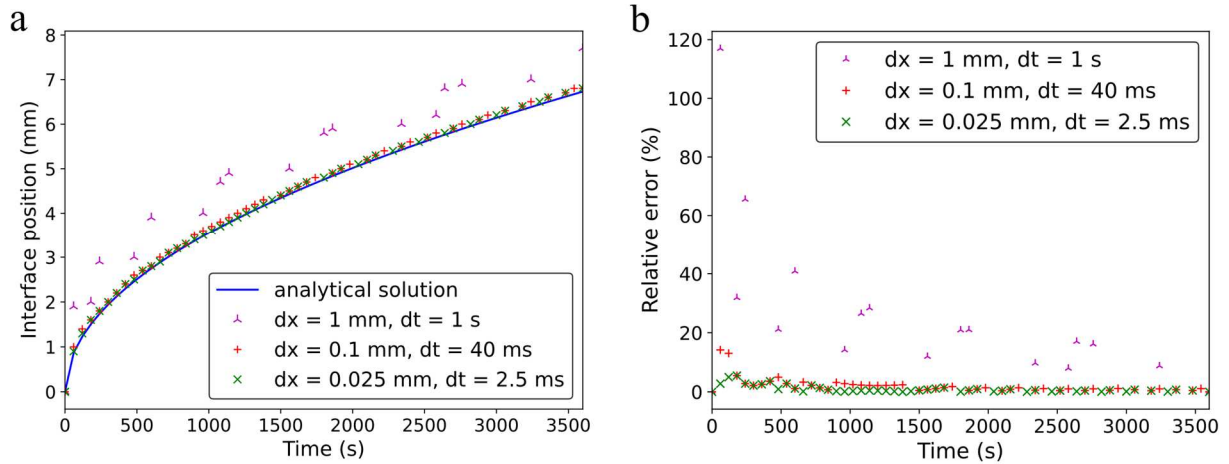 a
8
7
6
5
4
3
2
1
0
Interface position (mm)
analytical solution
dx = 1 mm, dt = 1 s
dx = 0.1 mm, dt = 40 ms
dx = 0.025 mm, dt = 2.5 ms
0 500 1000 1500 2000 2500 3000 3500
Time (s)
b
120
100
80
60
40
20
0
Relative error (%)
dx = 1 mm, dt = 1 s
dx = 0.1 mm, dt = 40 ms
dx = 0.025 mm, dt = 2.5 ms
0 500 1000 1500 2000 2500 3000 3500
Time (s)